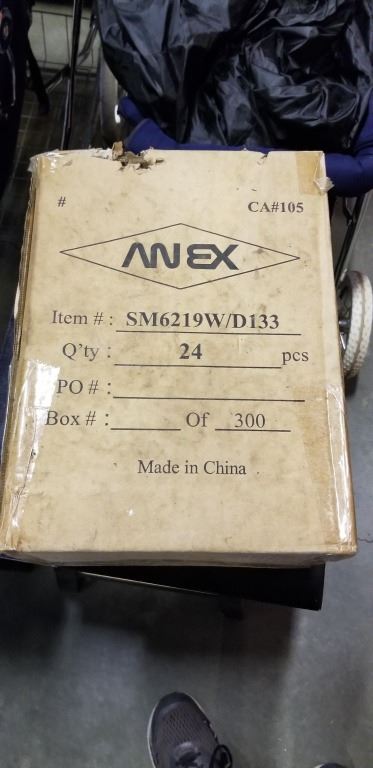 # CA#105
ANEX
Item # : SM6219W/D133
Q'ty : 24 pcs
PO # :
Box # : Of 300
Made in China